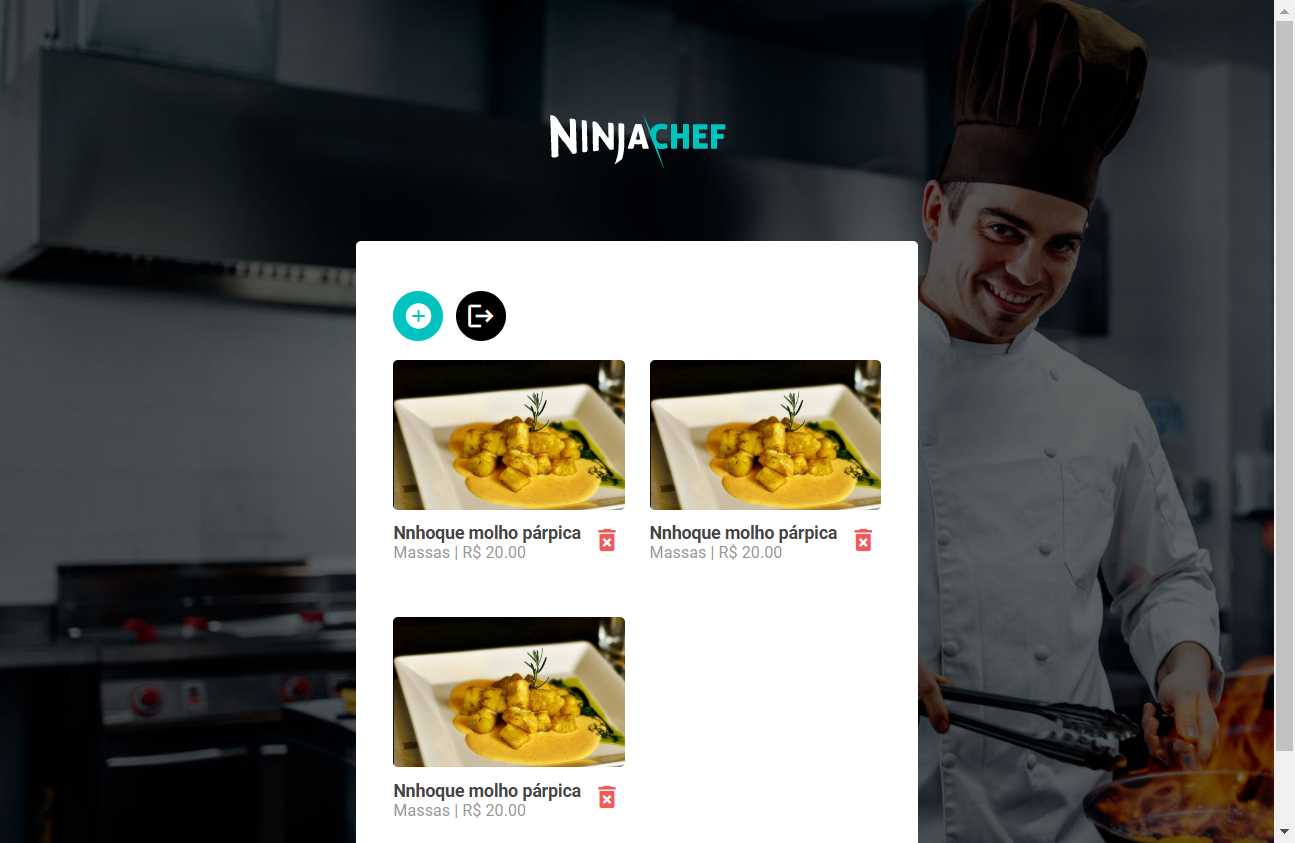 NINJACHEF
Nnhoque molho párpica
Massas | R$ 20.00
Nnhoque molho párpica
Massas | R$ 20.00
Nnhoque molho párpica
Massas | R$ 20.00